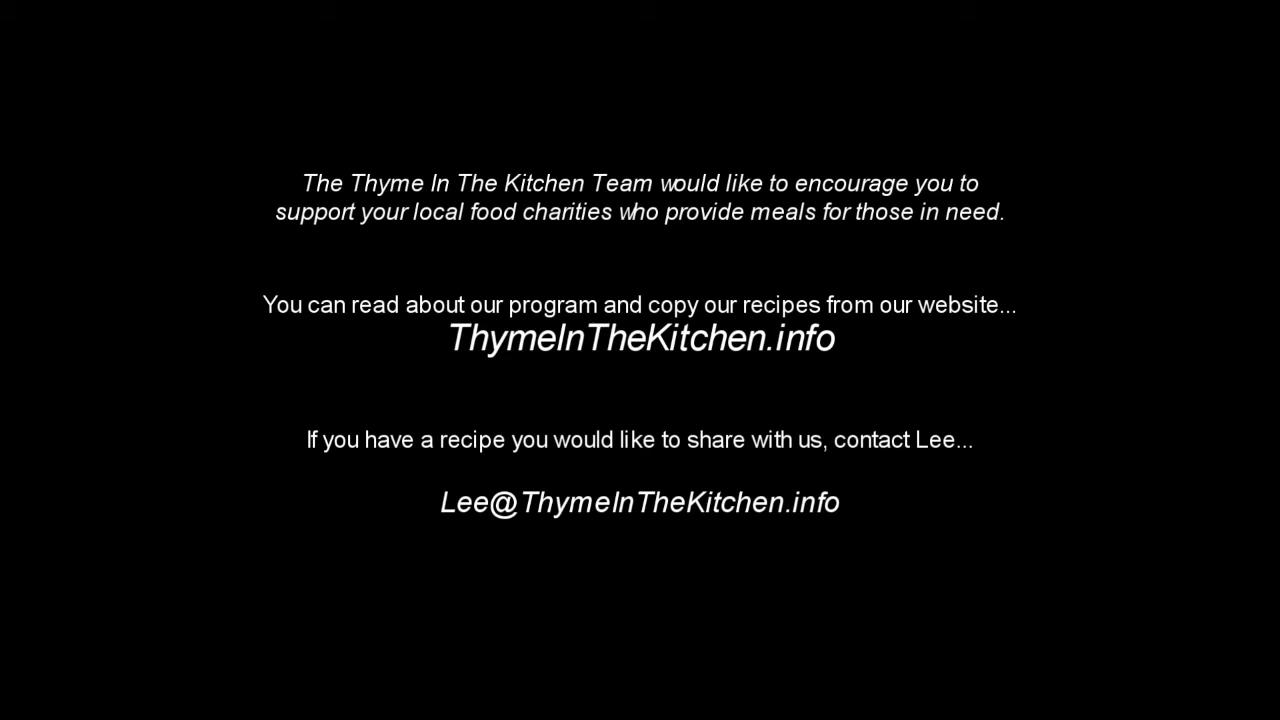 The Thyme In The Kitchen Team would like to encourage you to
support your local food charities who provide meals for those in need.
You can read about our program and copy our recipes from our website...
ThymeInTheKitchen.info
If you have a recipe you would like to share with us, contact Lee...
Lee@ThymeInTheKitchen.info